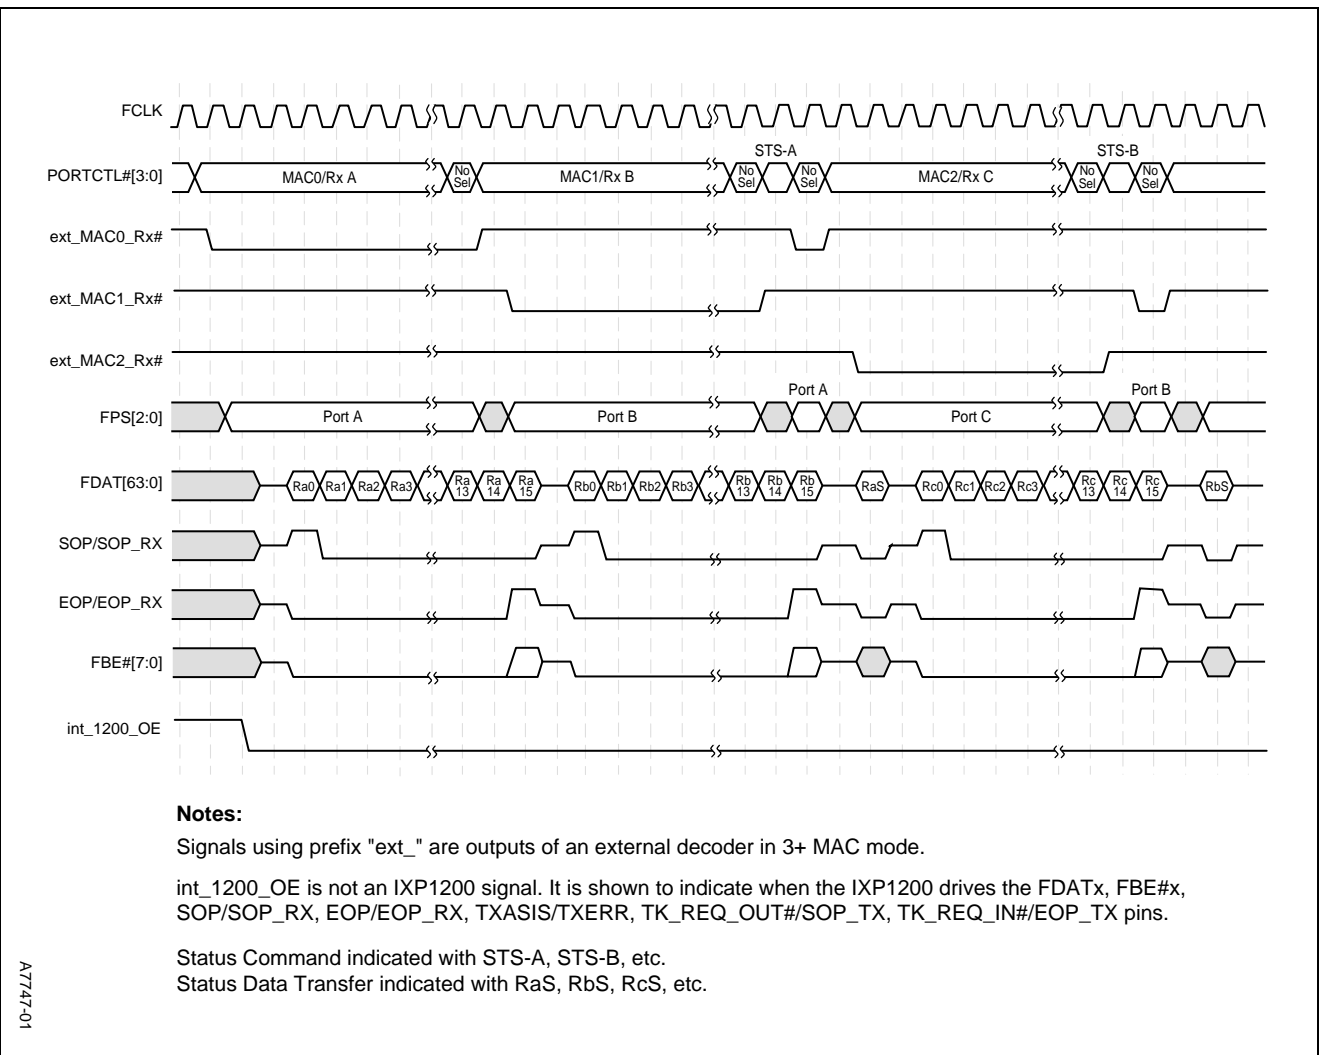 FCLK
STS-A
STS-B
PORTCTL#[3:0]
MAC0/Rx A
No
Sel
MAC1/Rx B
No
Sel
No
Sel
MAC2/Rx C
No
Sel
No
Sel
ext_MAC0_Rx#
ext_MAC1_Rx#
ext_MAC2_Rx#
Port A
Port B
FPS[2:0]
Port A
Port B
Port C
FDAT[63:0]
Ra0
Ra1
Ra2
Ra3
Ra
13
Ra
14
Ra
15
Rb0
Rb1
Rb2
Rb3
Rb
13
Rb
14
Rb
15
RaS
Rc0
Rc1
Rc2
Rc3
Rc
13
Rc
14
Rc
15
RbS
SOP/SOP_RX
EOP/EOP_RX
FBE#[7:0]
int_1200_OE
Notes:
Signals using prefix "ext_" are outputs of an external decoder in 3+ MAC mode.
int_1200_OE is not an IXP1200 signal. It is shown to indicate when the IXP1200 drives the FDATx, FBE#x,
SOP/SOP_RX, EOP/EOP_RX, TXASIS/TXERR, TK_REQ_OUT#/SOP_TX, TK_REQ_IN#/EOP_TX pins.
Status Command indicated with STS-A, STS-B, etc.
Status Data Transfer indicated with RaS, RbS, RcS, etc.
A7747-01